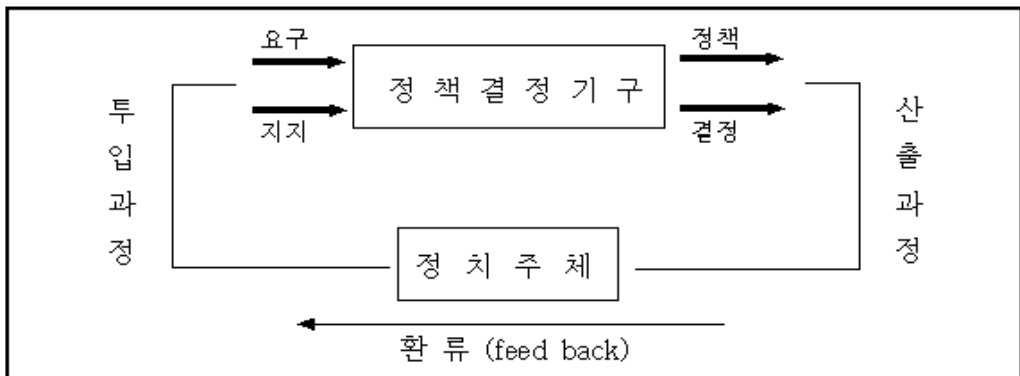 요구
정책
정 책 결 정 기 구
지지
결정
투입과정
산출과정
정 치 주 체
환 류 (feed back)